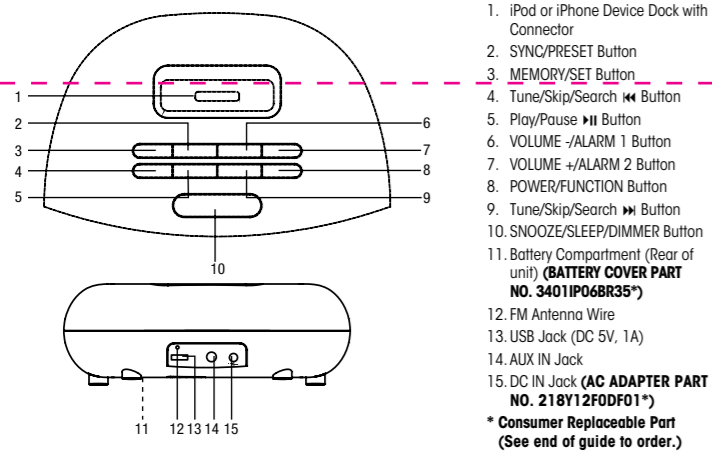 1
2
3
4
5
6
7
8
9
10
11
12 13 14 15
1. iPod or iPhone Device Dock with
Connector
2. SYNC/PRESET Button
3. MEMORY/SET Button
4. Tune/Skip/Search ⏮ Button
5. Play/Pause ⏯ Button
6. VOLUME -/ALARM 1 Button
7. VOLUME +/ALARM 2 Button
8. POWER/FUNCTION Button
9. Tune/Skip/Search ⏭ Button
10. SNOOZE/SLEEP/DIMMER Button
11. Battery Compartment (Rear of
unit) (BATTERY COVER PART
NO. 3401IP06BR35*)
12. FM Antenna Wire
13. USB Jack (DC 5V, 1A)
14. AUX IN Jack
15. DC IN Jack (AC ADAPTER PART
NO. 218Y12F0DF01*)
* Consumer Replaceable Part
(See end of guide to order.)